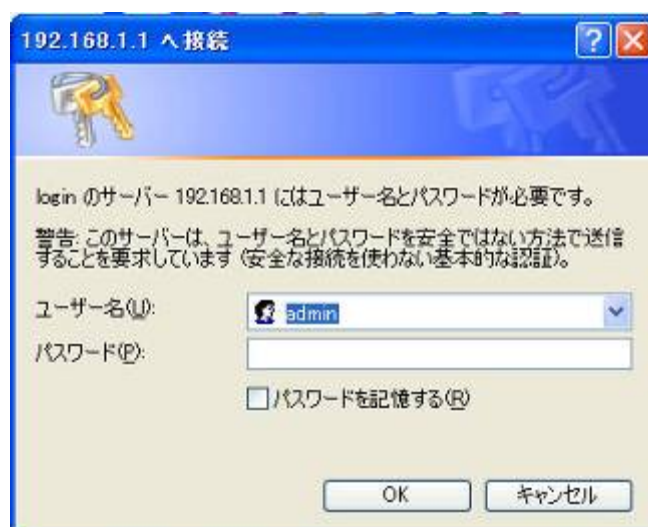 192.168.1.1 へ接続
login のサーバー 192.168.1.1 にはユーザー名とパスワードが必要です。
警告: このサーバーは、ユーザー名とパスワードを安全ではない方法で送信
することを要求しています (安全な接続を使わない基本的な認証)。
ユーザー名(U):
admin
パスワード(P):
パスワードを記憶する(R)
OK
キャンセル